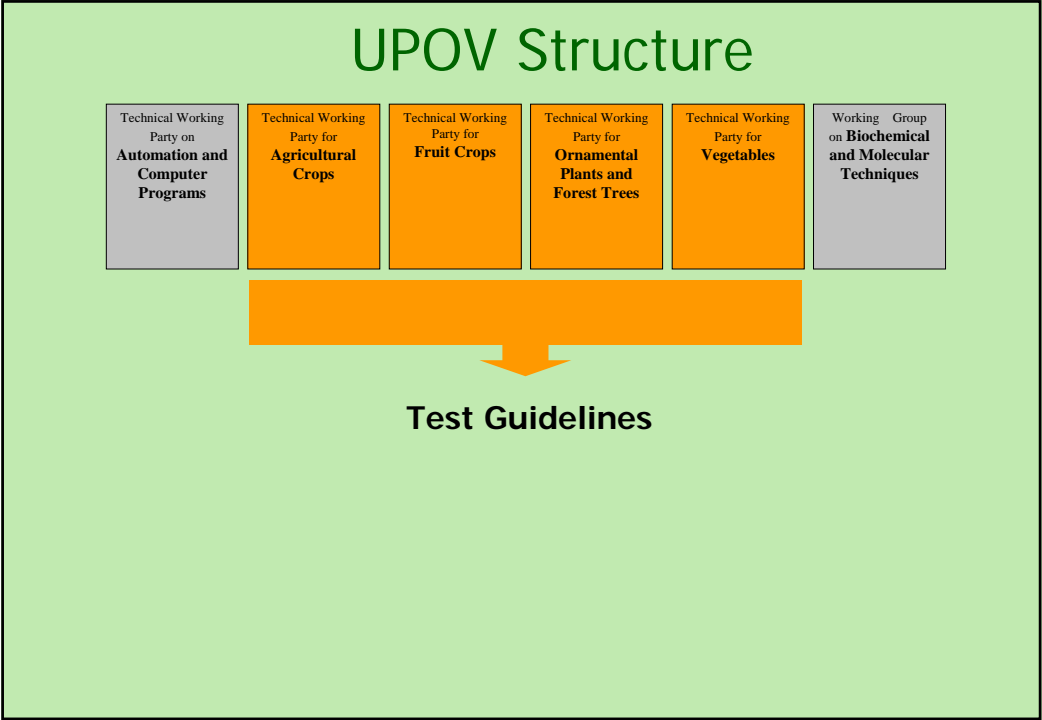 UPOV Structure
Technical Working
Party on
Automation and
Computer
Programs
Technical Working
Party for
Agricultural
Crops
Technical Working
Party for
Fruit Crops
Technical Working
Party for
Ornamental
Plants and
Forest Trees
Technical Working
Party for
Vegetables
Working Group
on Biochemical
and Molecular
Techniques
Test Guidelines